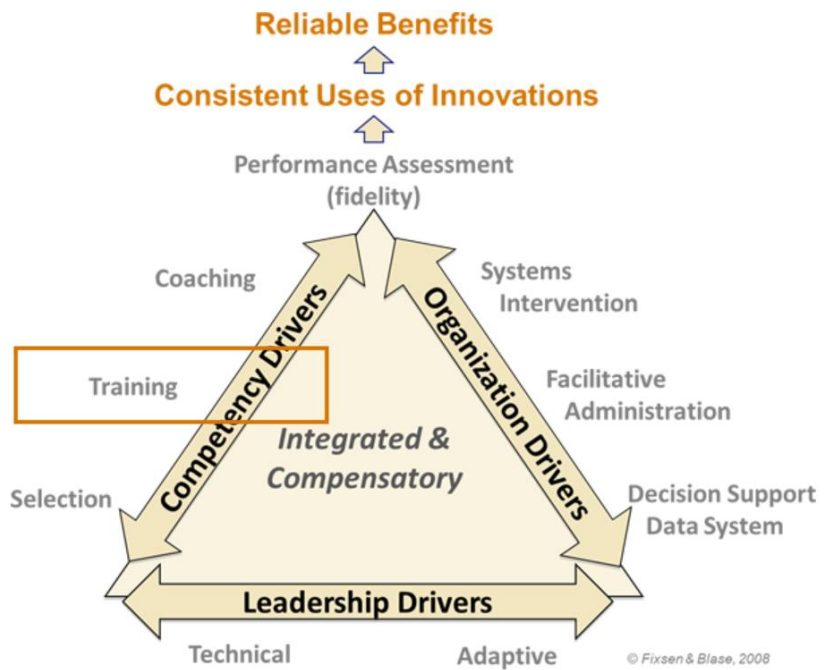 Reliable Benefits
Consistent Uses of Innovations
Performance Assessment
(fidelity)
Coaching
Systems
Intervention
Competency Drivers
Organization Drivers
Training
Facilitative
Administration
Integrated &
Compensatory
Selection
Decision Support
Data System
Leadership Drivers
Technical
Adaptive
© Fixsen & Blase, 2008